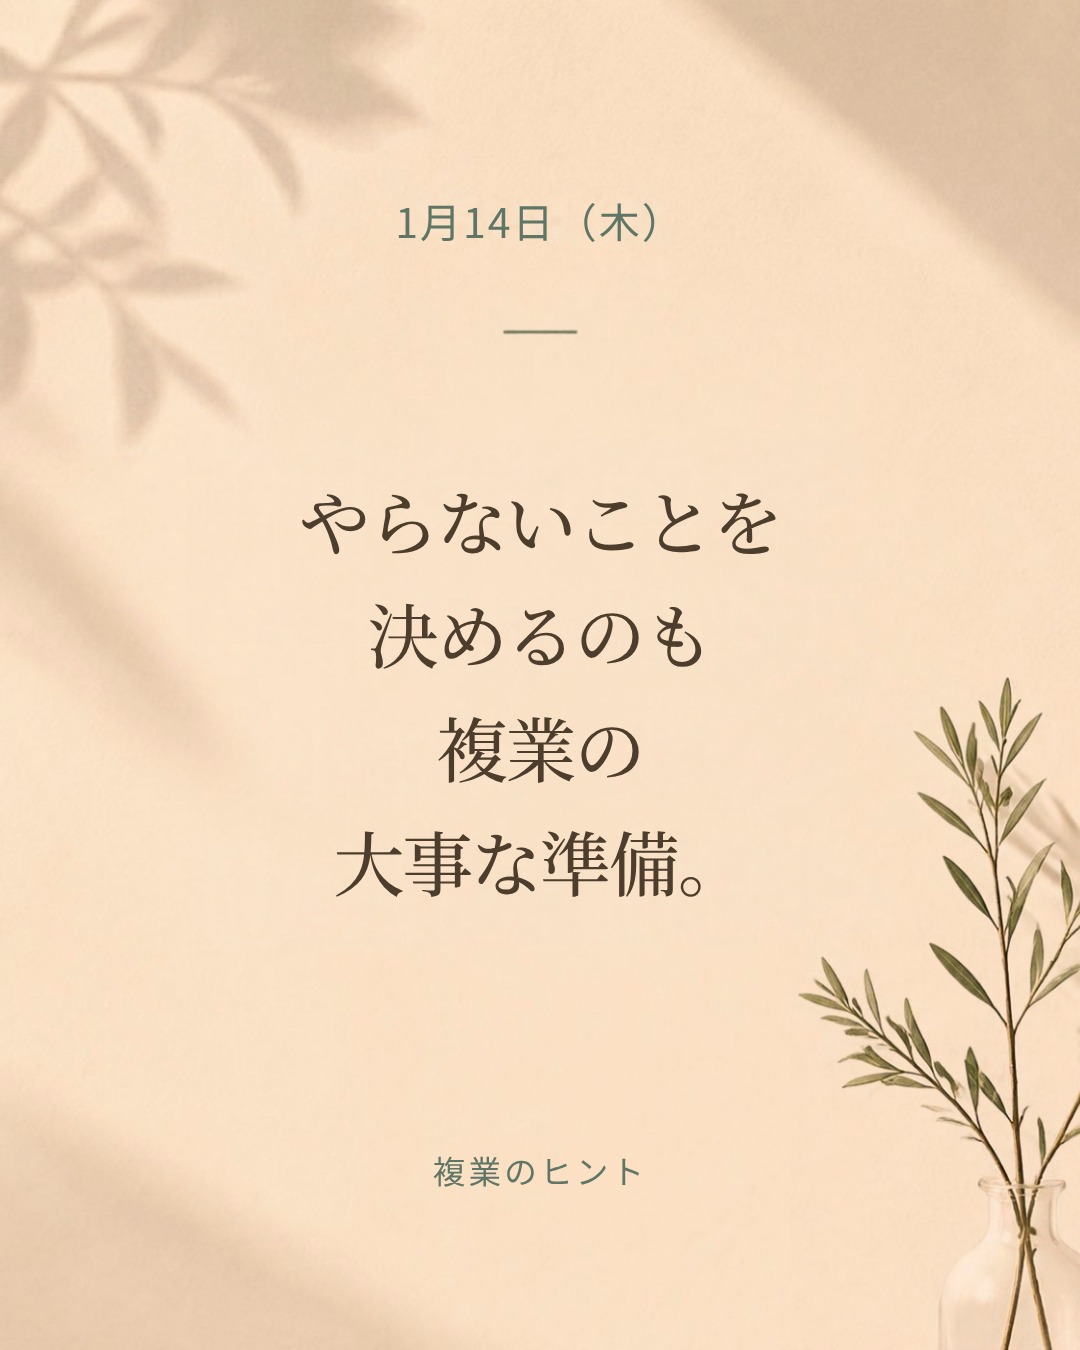 1月14日（木）
やらないことを
決めるのも
複業の
大事な準備。
複業のヒント